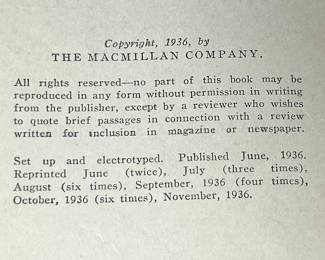 Copyright, 1936, by
THE MACMILLAN COMPANY.
All rights reserved—no part of this book may be
reproduced in any form without permission in writing
from the publisher, except by a reviewer who wishes
to quote brief passages in connection with a review
written for inclusion in magazine or newspaper.
Set up and electrotyped. Published June, 1936.
Reprinted June (twice), July (three times),
August (six times), September, 1936 (four times),
October, 1936 (six times), November, 1936.